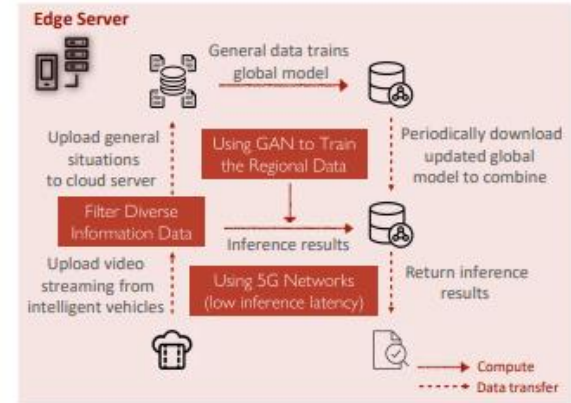 Edge Server
General data trains
global model
Upload general
situations
to cloud server
Using GAN to Train
the Regional Data
Periodically download
updated global
model to combine
Filter Diverse
Information Data
Inference results
Upload video
streaming from
intelligent vehicles
Using 5G Networks
(low inference latency)
Return inference
results
Compute
Data transfer